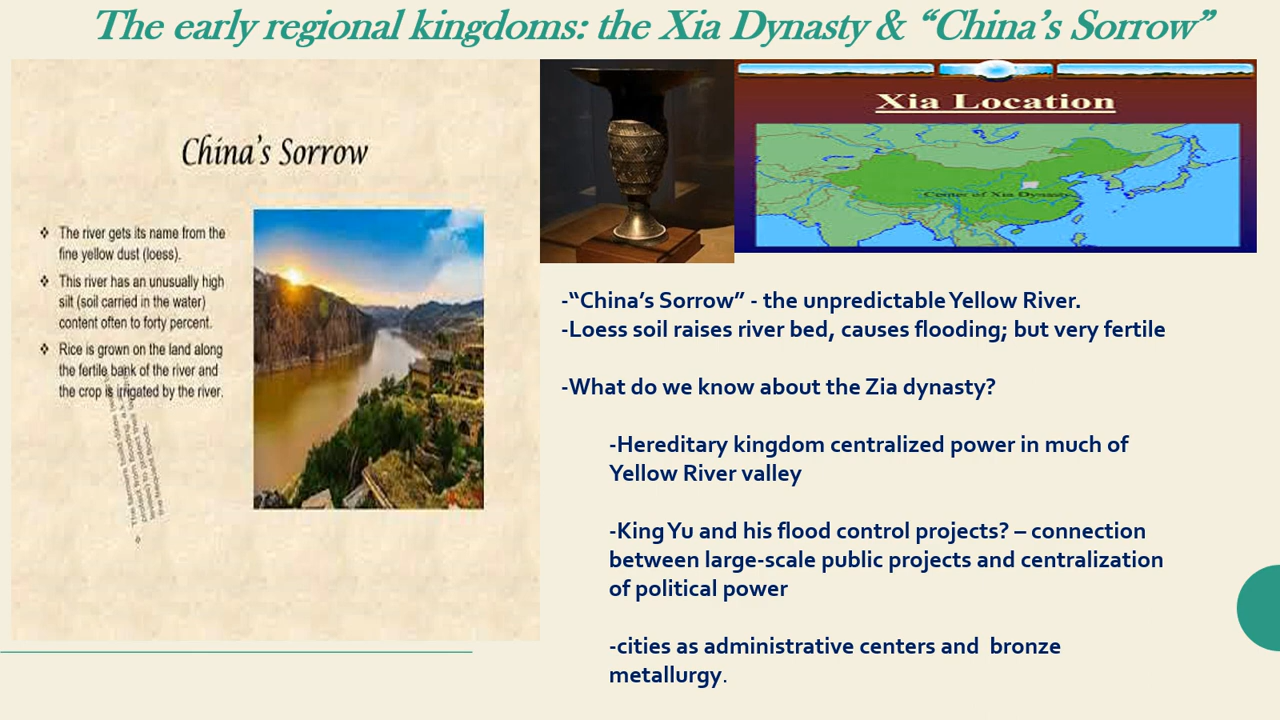 The early regional kingdoms: the Xia Dynasty & “China’s Sorrow”
China’s Sorrow
❖ The river gets its name from the
fine yellow dust (loess).
❖ This river has an unusually high
silt (soil carried in the water)
content often to forty percent.
❖ Rice is grown on the land along
the fertile bank of the river and
the crop is irrigated by the river.
Xia Location
Center of Xia Dynasty
-“China’s Sorrow” - the unpredictable Yellow River.
-Loess soil raises river bed, causes flooding; but very fertile
-What do we know about the Zia dynasty?
-Hereditary kingdom centralized power in much of
Yellow River valley
-King Yu and his flood control projects? – connection
between large-scale public projects and centralization
of political power
-cities as administrative centers and  bronze
metallurgy.